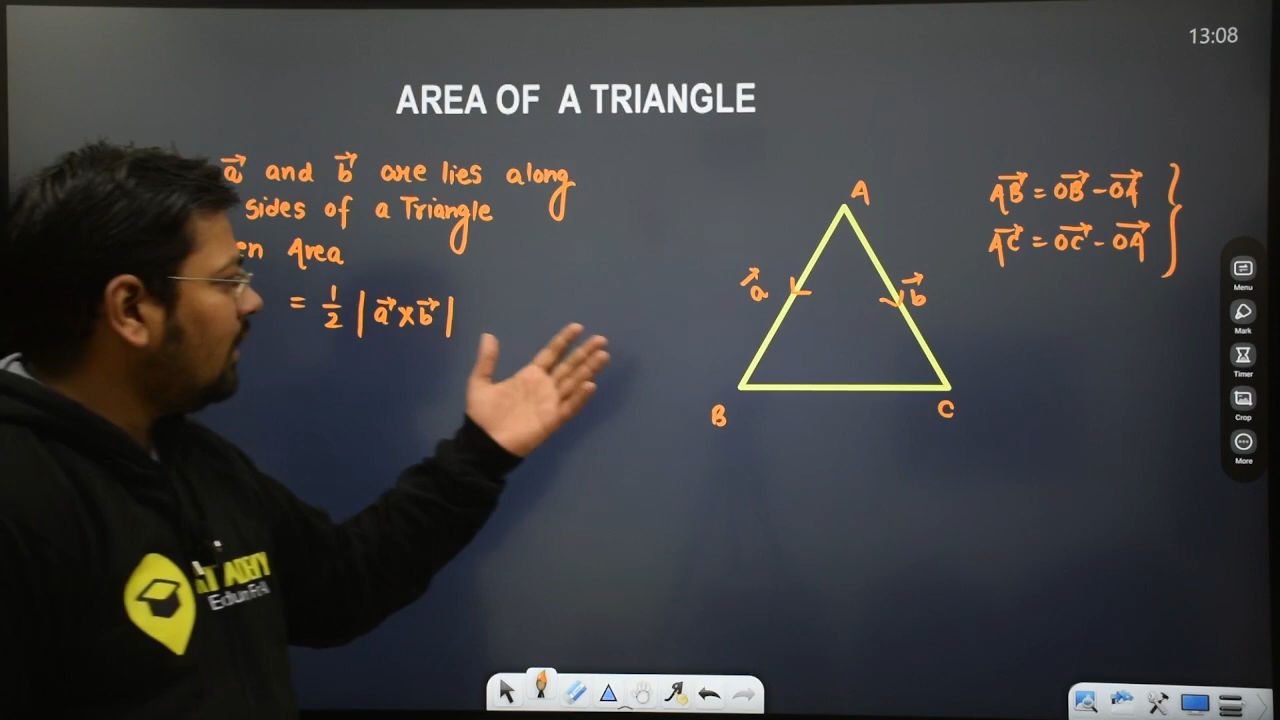 13:08
AREA OF A TRIANGLE
a⃗ and b⃗ are lies along
sides of a Triangle
Area
= 1/2 | a⃗ × b⃗ |
A
a⃗
b⃗
B
C
AB⃗ = OB⃗ - OA⃗
AC⃗ = OC⃗ - OA⃗
Menu
Mark
Timer
Crop
More